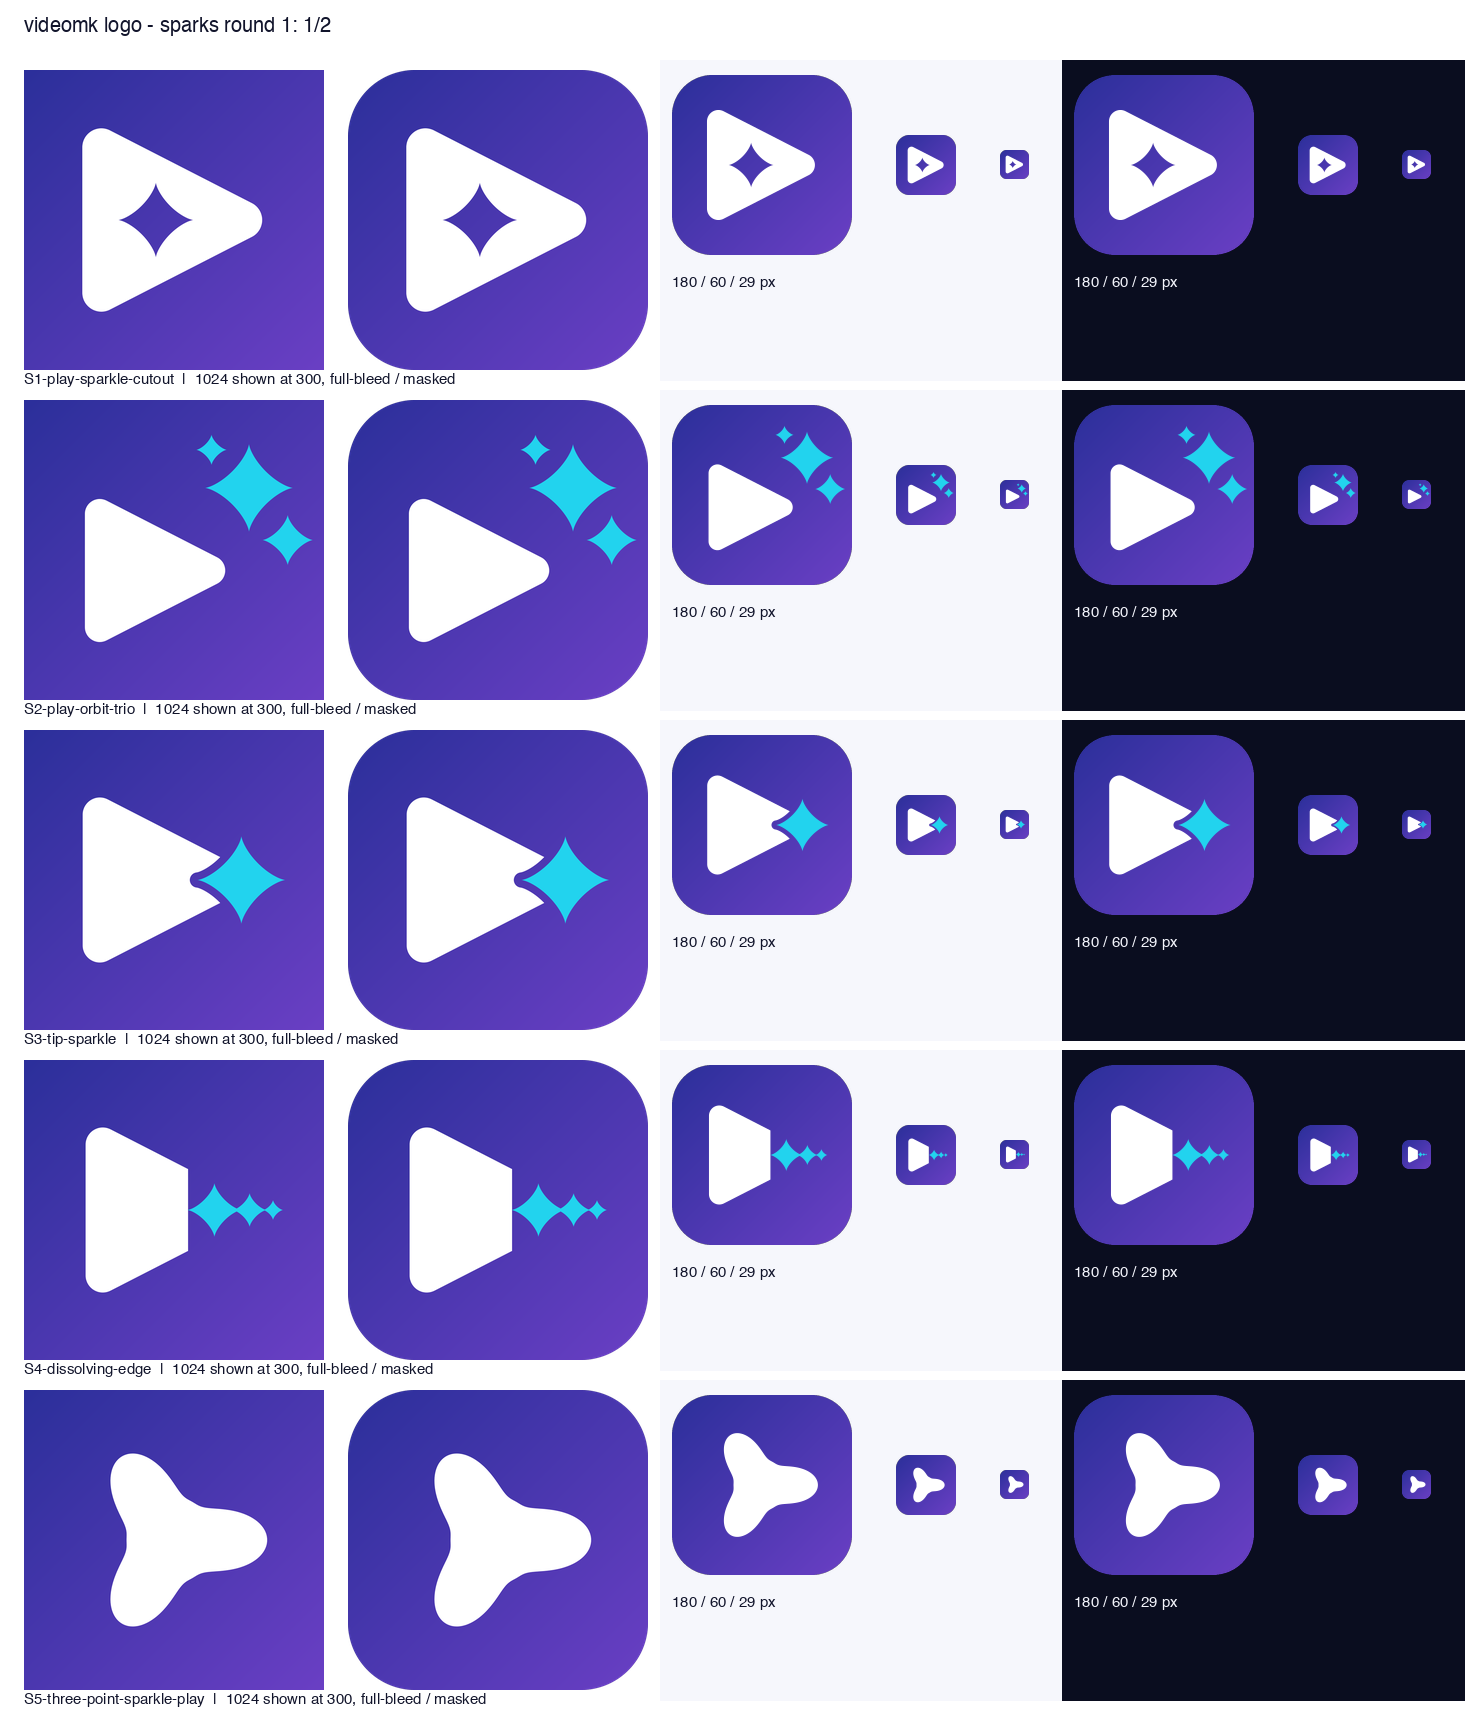 videomk logo - sparks round 1: 1/2
180 / 60 / 29 px
180 / 60 / 29 px
S1-play-sparkle-cutout | 1024 shown at 300, full-bleed / masked
180 / 60 / 29 px
180 / 60 / 29 px
S2-play-orbit-trio | 1024 shown at 300, full-bleed / masked
180 / 60 / 29 px
180 / 60 / 29 px
S3-tip-sparkle | 1024 shown at 300, full-bleed / masked
180 / 60 / 29 px
180 / 60 / 29 px
S4-dissolving-edge | 1024 shown at 300, full-bleed / masked
180 / 60 / 29 px
180 / 60 / 29 px
S5-three-point-sparkle-play | 1024 shown at 300, full-bleed / masked